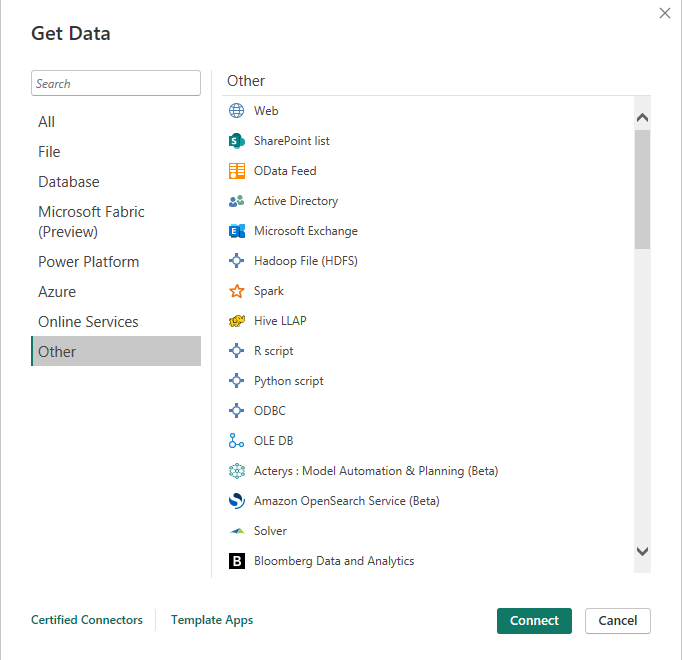 Get Data
Search
All
File
Database
Microsoft Fabric
(Preview)
Power Platform
Azure
Online Services
Other
Other
Web
SharePoint list
OData Feed
Active Directory
Microsoft Exchange
Hadoop File (HDFS)
Spark
Hive LLAP
R script
Python script
ODBC
OLE DB
Acterys : Model Automation & Planning (Beta)
Amazon OpenSearch Service (Beta)
Solver
B Bloomberg Data and Analytics
Certified Connectors
Template Apps
Connect
Cancel